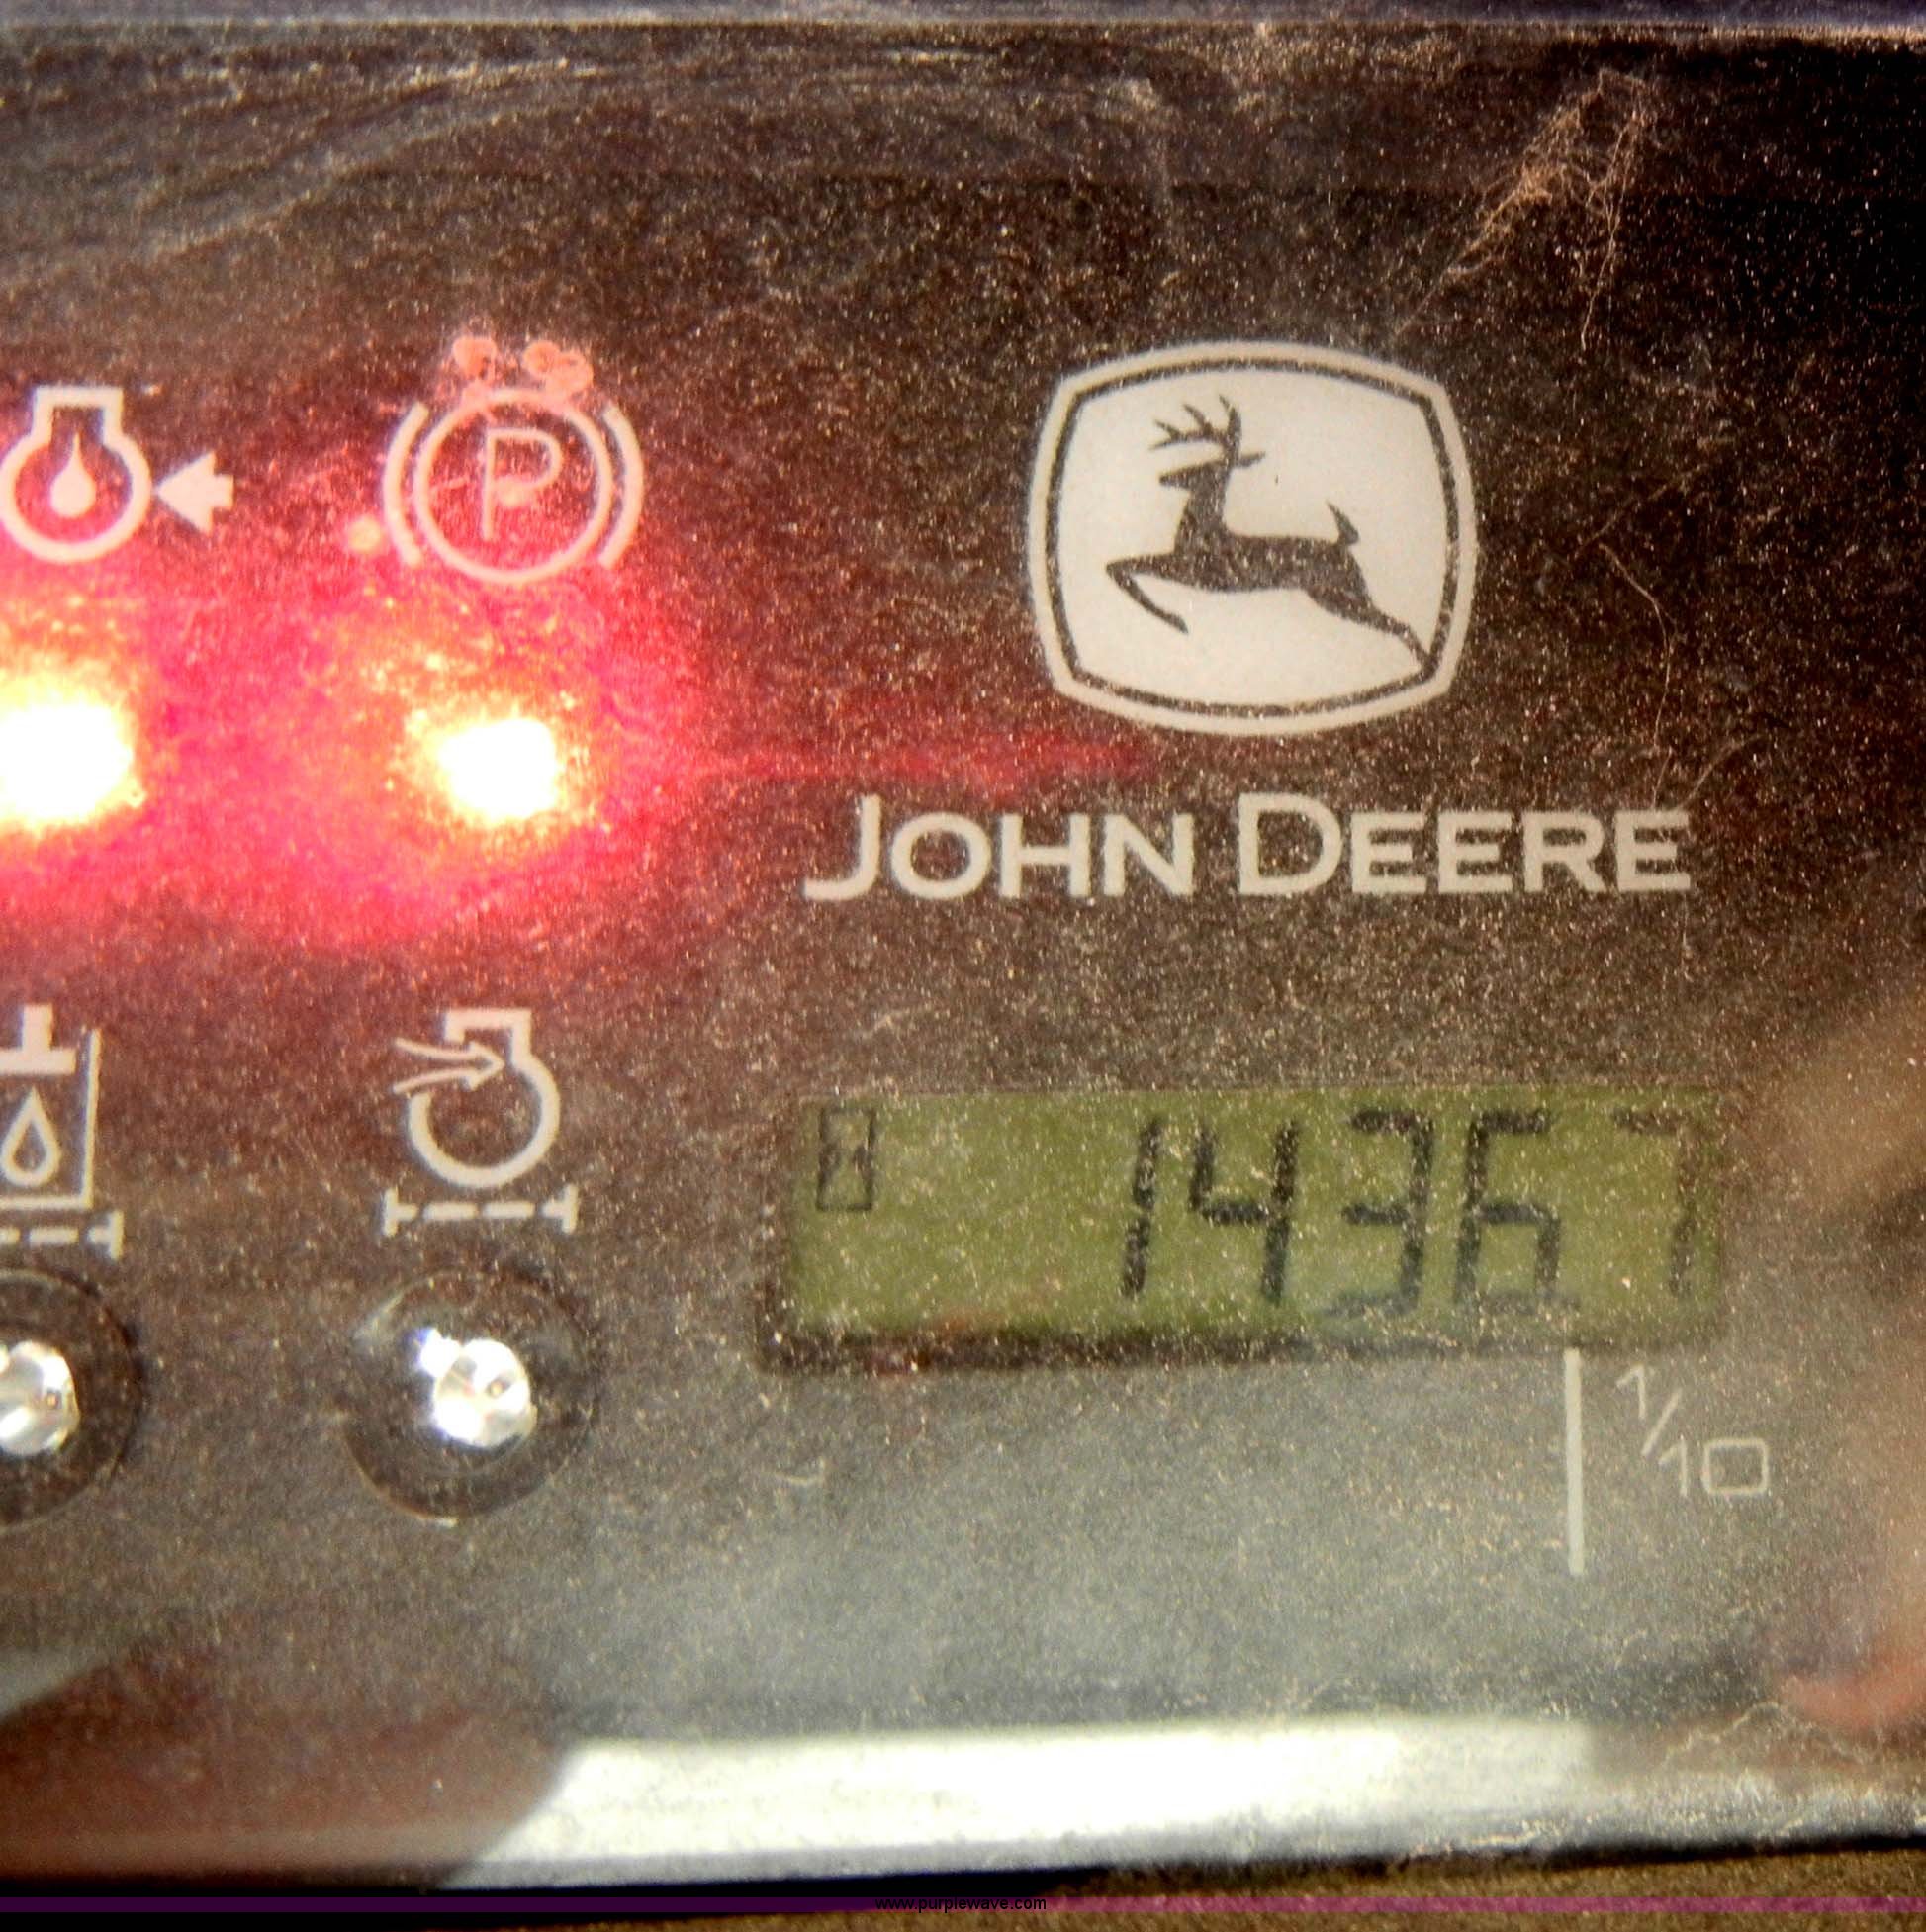 P
JOHN DEERE
1436 7
1/10
www.purplewave.com